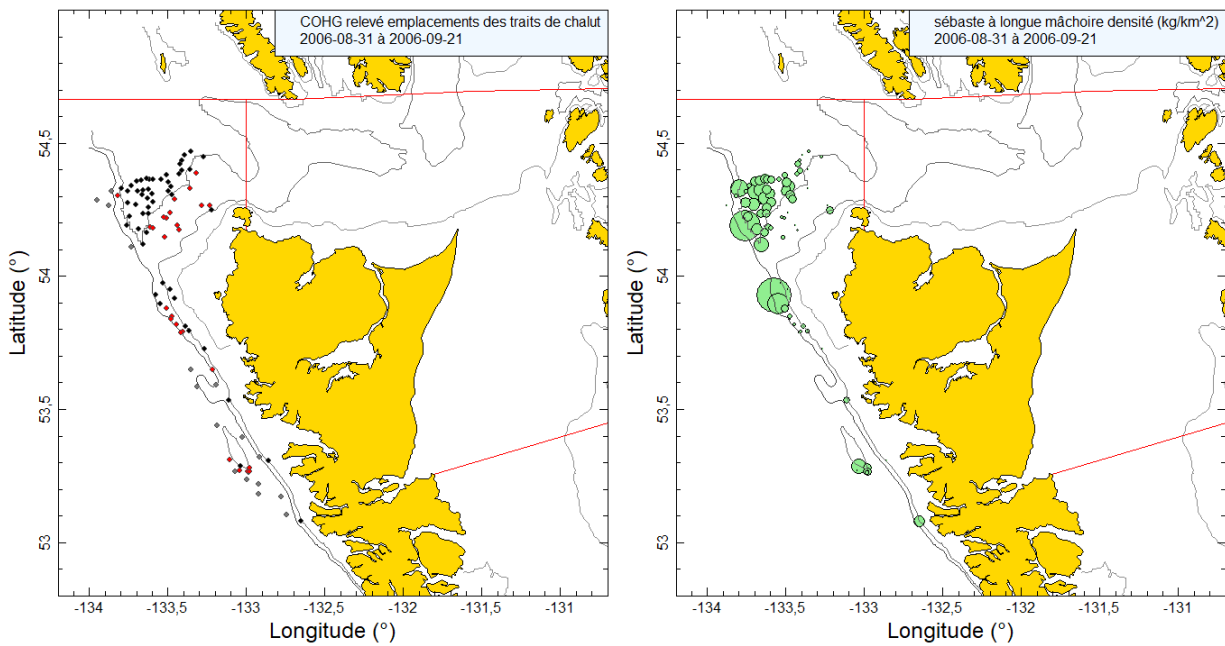 COHG relevé emplacements des traits de chalut
2006-08-31 à 2006-09-21
54,5
54
53,5
53
Latitude (°)
-134
-133,5
-133
-132,5
-132
-131,5
-131
Longitude (°)
sébaste à longue mâchoire densité (kg/km^2)
2006-08-31 à 2006-09-21
54,5
54
53,5
53
Latitude (°)
-134
-133,5
-133
-132,5
-132
-131,5
-131
Longitude (°)